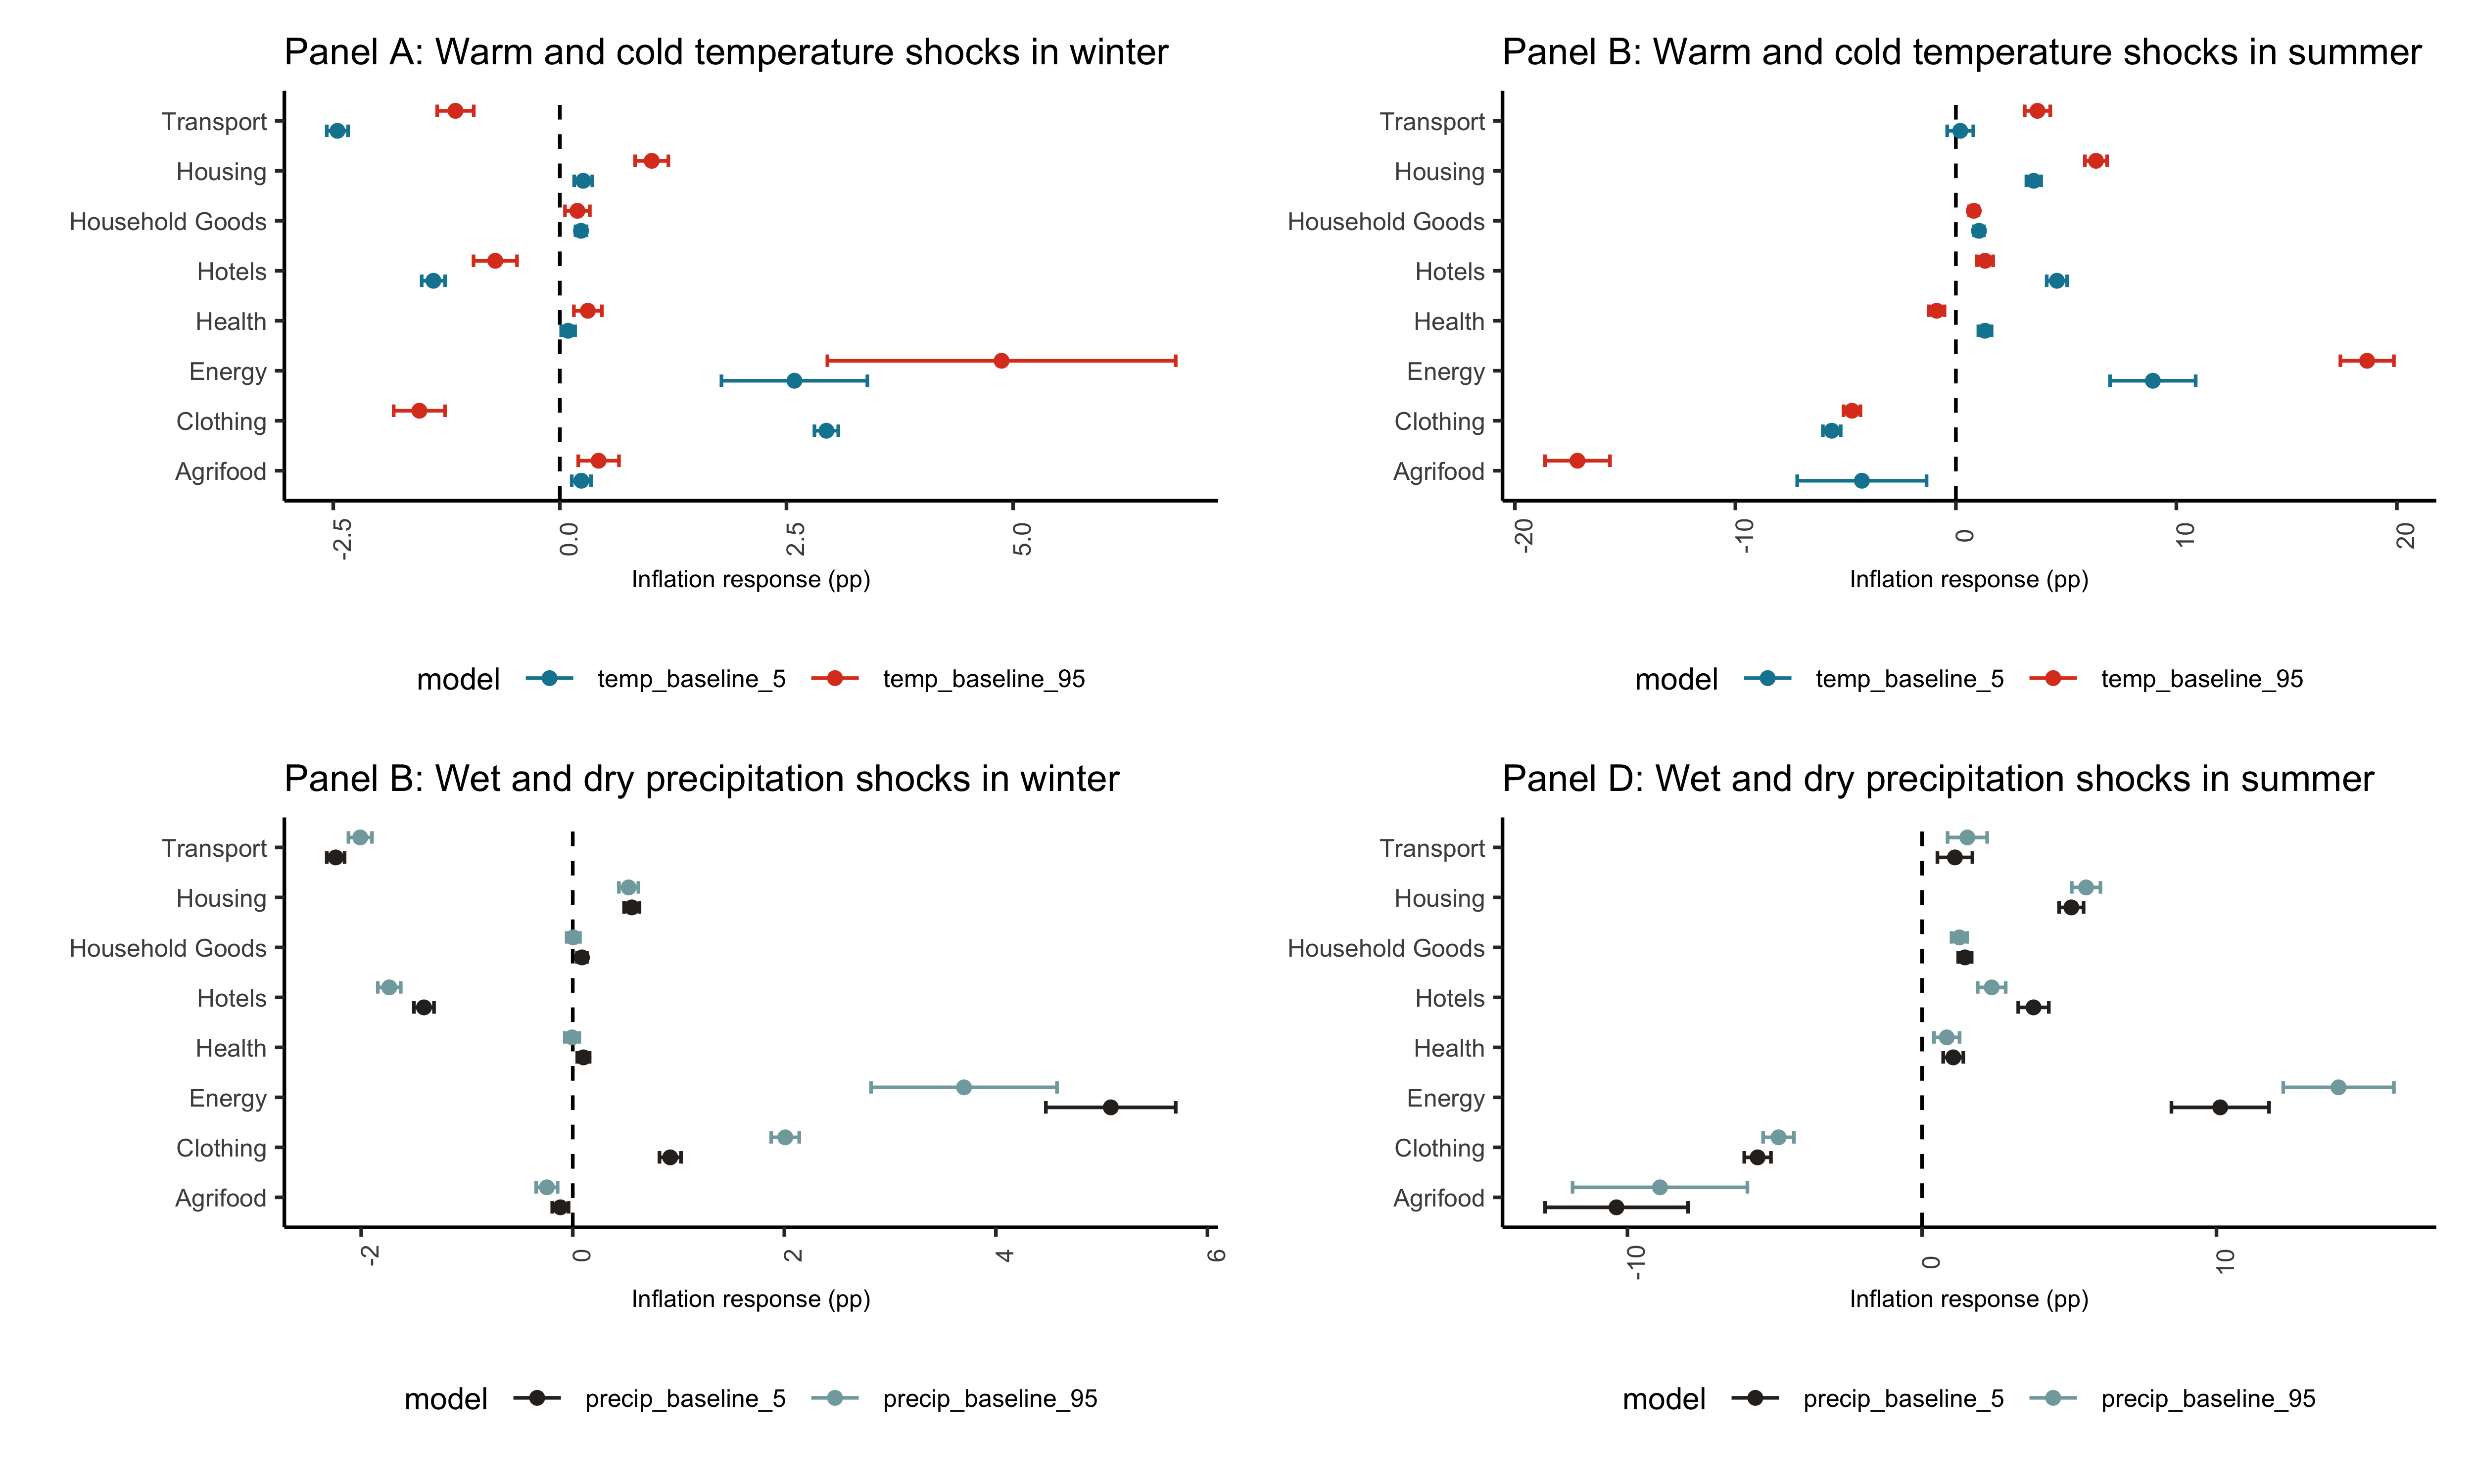 Panel A: Warm and cold temperature shocks in winter
Transport
Housing
Household Goods
Hotels
Health
Energy
Clothing
Agrifood
-2.5
0.0
2.5
5.0
Inflation response (pp)
model temp_baseline_5 temp_baseline_95
Panel B: Warm and cold temperature shocks in summer
Transport
Housing
Household Goods
Hotels
Health
Energy
Clothing
Agrifood
-20
-10
0
10
20
Inflation response (pp)
model temp_baseline_5 temp_baseline_95
Panel B: Wet and dry precipitation shocks in winter
Transport
Housing
Household Goods
Hotels
Health
Energy
Clothing
Agrifood
-2
0
2
4
6
Inflation response (pp)
model precip_baseline_5 precip_baseline_95
Panel D: Wet and dry precipitation shocks in summer
Transport
Housing
Household Goods
Hotels
Health
Energy
Clothing
Agrifood
-10
0
10
Inflation response (pp)
model precip_baseline_5 precip_baseline_95